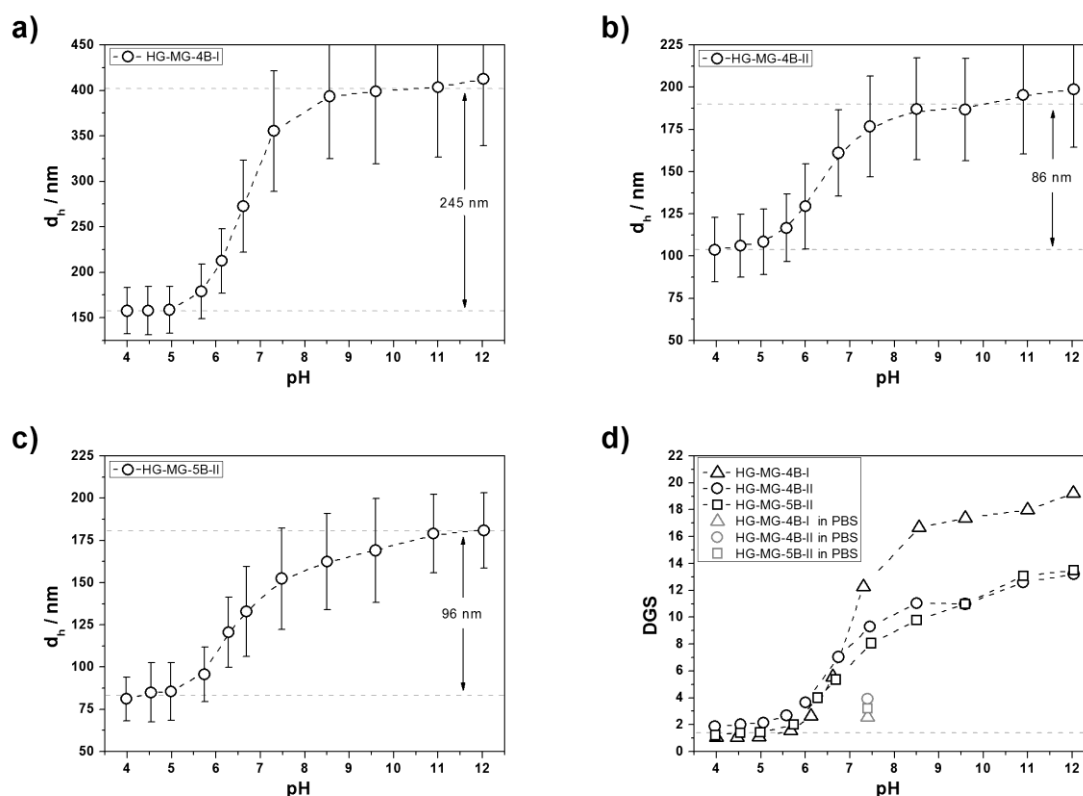 a)
HG-MG-4B-I
450
400
350
300
250
200
150
d_h / nm
245 nm
4 5 6 7 8 9 10 11 12
pH
b)
HG-MG-4B-II
225
200
175
150
125
100
75
50
d_h / nm
86 nm
4 5 6 7 8 9 10 11 12
pH
c)
HG-MG-5B-II
225
200
175
150
125
100
75
50
d_h / nm
96 nm
4 5 6 7 8 9 10 11 12
pH
d)
HG-MG-4B-I
HG-MG-4B-II
HG-MG-5B-II
HG-MG-4B-I in PBS
HG-MG-4B-II in PBS
HG-MG-5B-II in PBS
22
20
18
16
14
12
10
8
6
4
2
0
DGS
4 5 6 7 8 9 10 11 12
pH